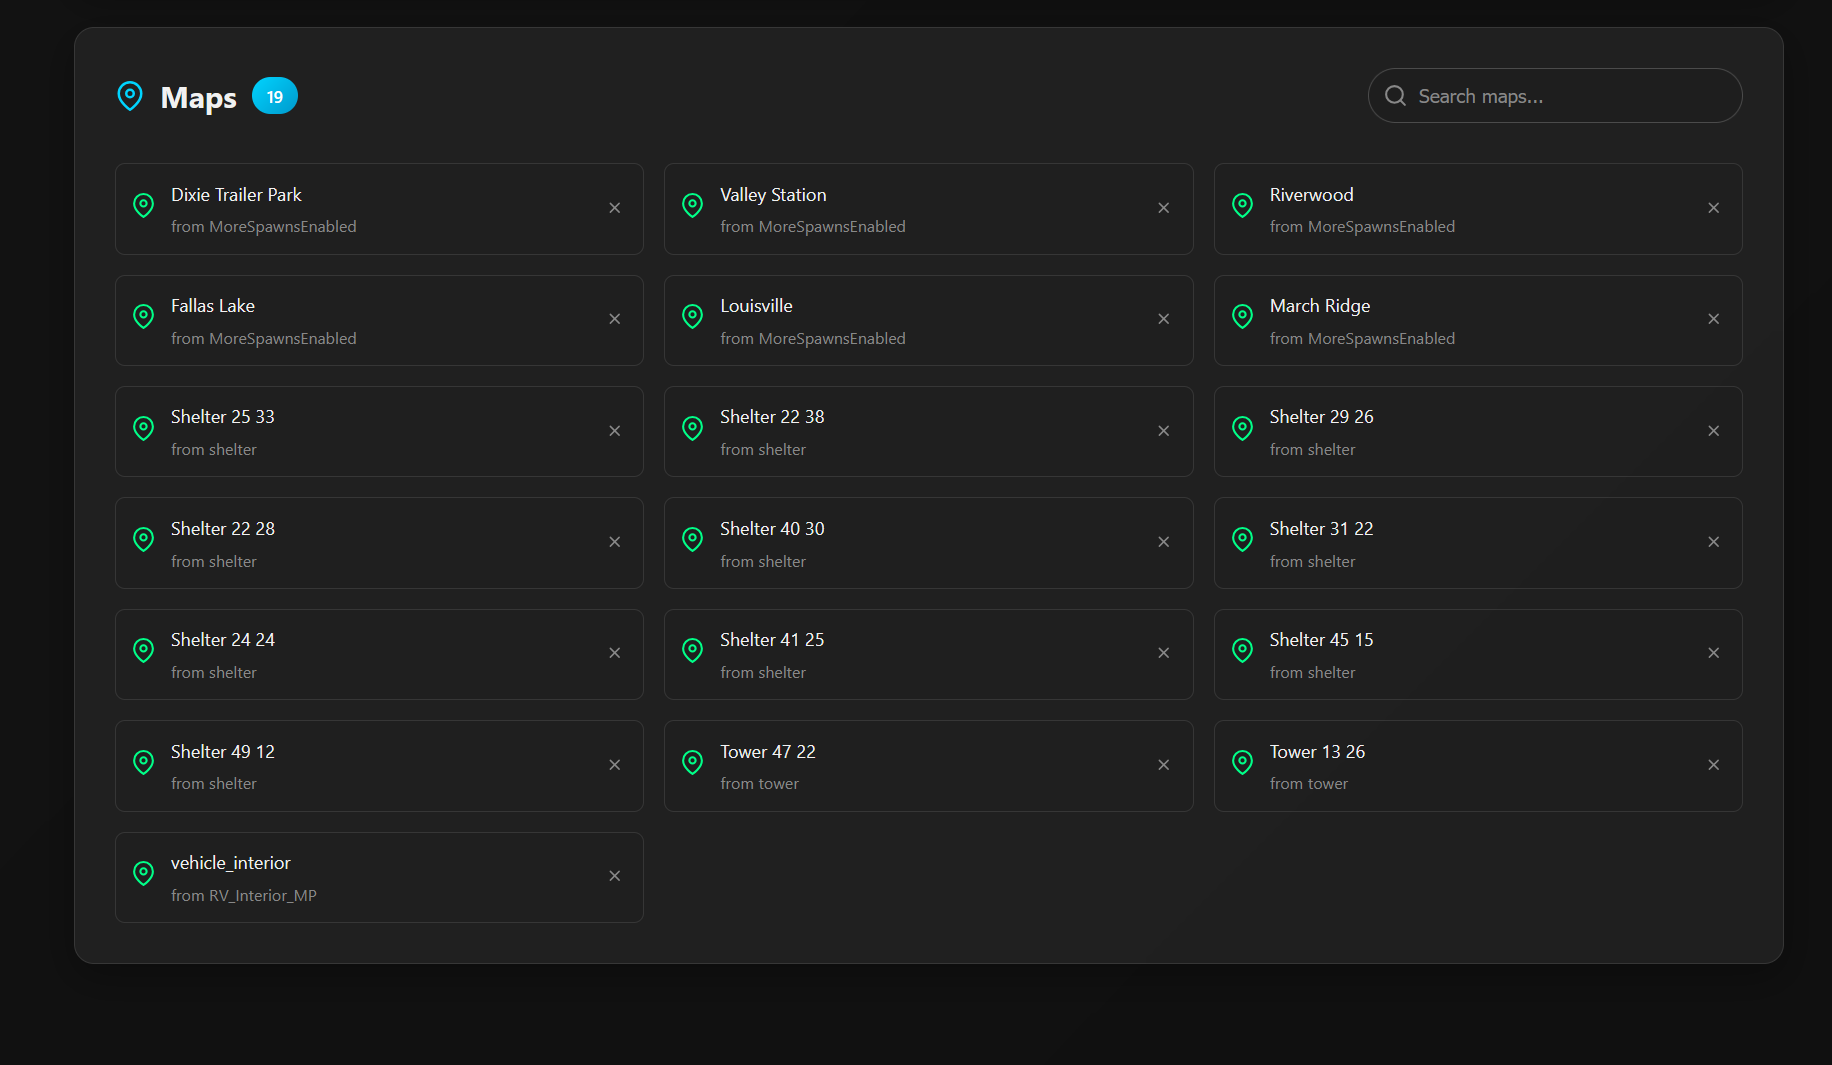 Maps 19
Search maps...
Dixie Trailer Park
from MoreSpawnsEnabled
Valley Station
from MoreSpawnsEnabled
Riverwood
from MoreSpawnsEnabled
Fallas Lake
from MoreSpawnsEnabled
Louisville
from MoreSpawnsEnabled
March Ridge
from MoreSpawnsEnabled
Shelter 25 33
from shelter
Shelter 22 38
from shelter
Shelter 29 26
from shelter
Shelter 22 28
from shelter
Shelter 40 30
from shelter
Shelter 31 22
from shelter
Shelter 24 24
from shelter
Shelter 41 25
from shelter
Shelter 45 15
from shelter
Shelter 49 12
from shelter
Tower 47 22
from tower
Tower 13 26
from tower
vehicle_interior
from RV_Interior_MP